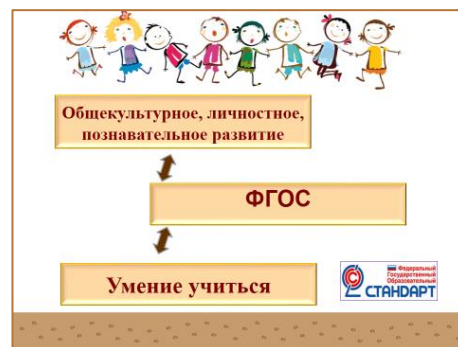 Общекультурное, личностное,
познавательное развитие
ФГОС
Умение учиться
Федеральный
Государственный
Образовательный
СТАНДАРТ